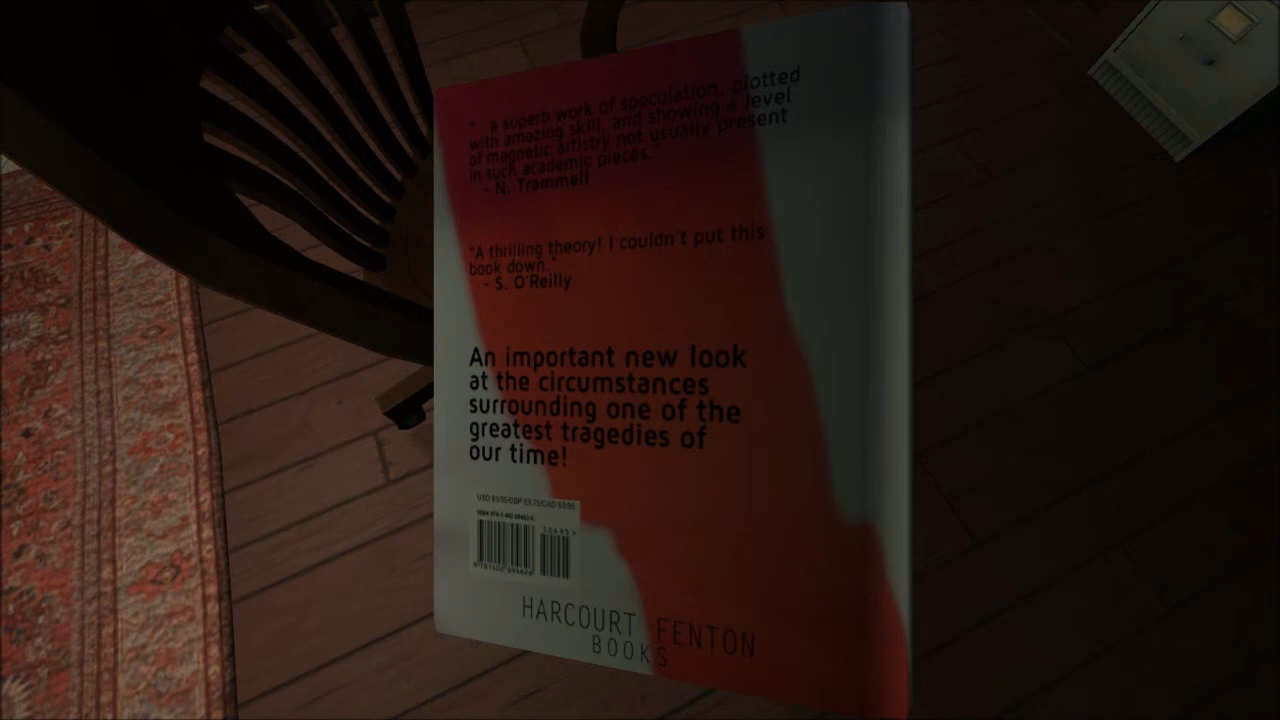 " a superb work of speculation, plotted
with amazing skill, and showing a level
of magnetic artistry not usually present
in such academic pieces."
- N. Trammell
"A thrilling theory! I couldn't put this
book down."
- S. O'Reilly
An important new look
at the circumstances
surrounding one of the
greatest tragedies of
our time!
50495>
HARCOURT FENTON
BOOKS